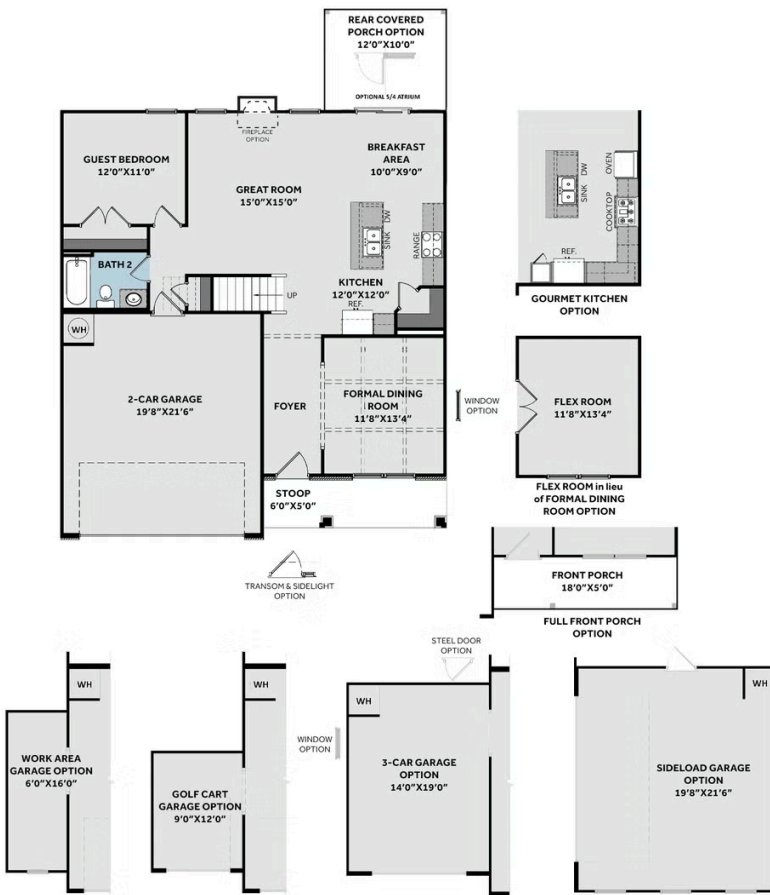 REAR COVERED
PORCH OPTION
12'0"X10'0"
OPTIONAL 5/4 ATRIUM
FIREPLACE
OPTION
GUEST BEDROOM
12'0"X11'0"
BREAKFAST
AREA
10'0"X9'0"
GREAT ROOM
15'0"X15'0"
BATH 2
SINK DW
RANGE
UP
KITCHEN
12'0"X12'0"
REF.
WH
2-CAR GARAGE
19'8"X21'6"
FOYER
FORMAL DINING
ROOM
11'8"X13'4"
STOOP
6'0"X5'0"
WINDOW
OPTION
TRANSOM & SIDELIGHT
OPTION
SINK DW
OVEN
COOKTOP
REF.
GOURMET KITCHEN
OPTION
FLEX ROOM
11'8"X13'4"
FLEX ROOM in lieu
of FORMAL DINING
ROOM OPTION
FRONT PORCH
18'0"X5'0"
FULL FRONT PORCH
OPTION
WH
WORK AREA
GARAGE OPTION
6'0"X16'0"
WH
GOLF CART
GARAGE OPTION
9'0"X12'0"
STEEL DOOR
OPTION
WH
WINDOW
OPTION
3-CAR GARAGE
OPTION
14'0"X19'0"
WH
SIDELOAD GARAGE
OPTION
19'8"X21'6"